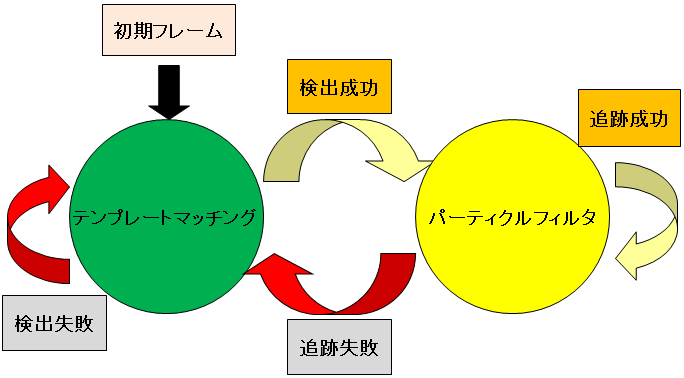 初期フレーム
検出成功
追跡成功
テンプレートマッチング
パーティクルフィルタ
検出失敗
追跡失敗